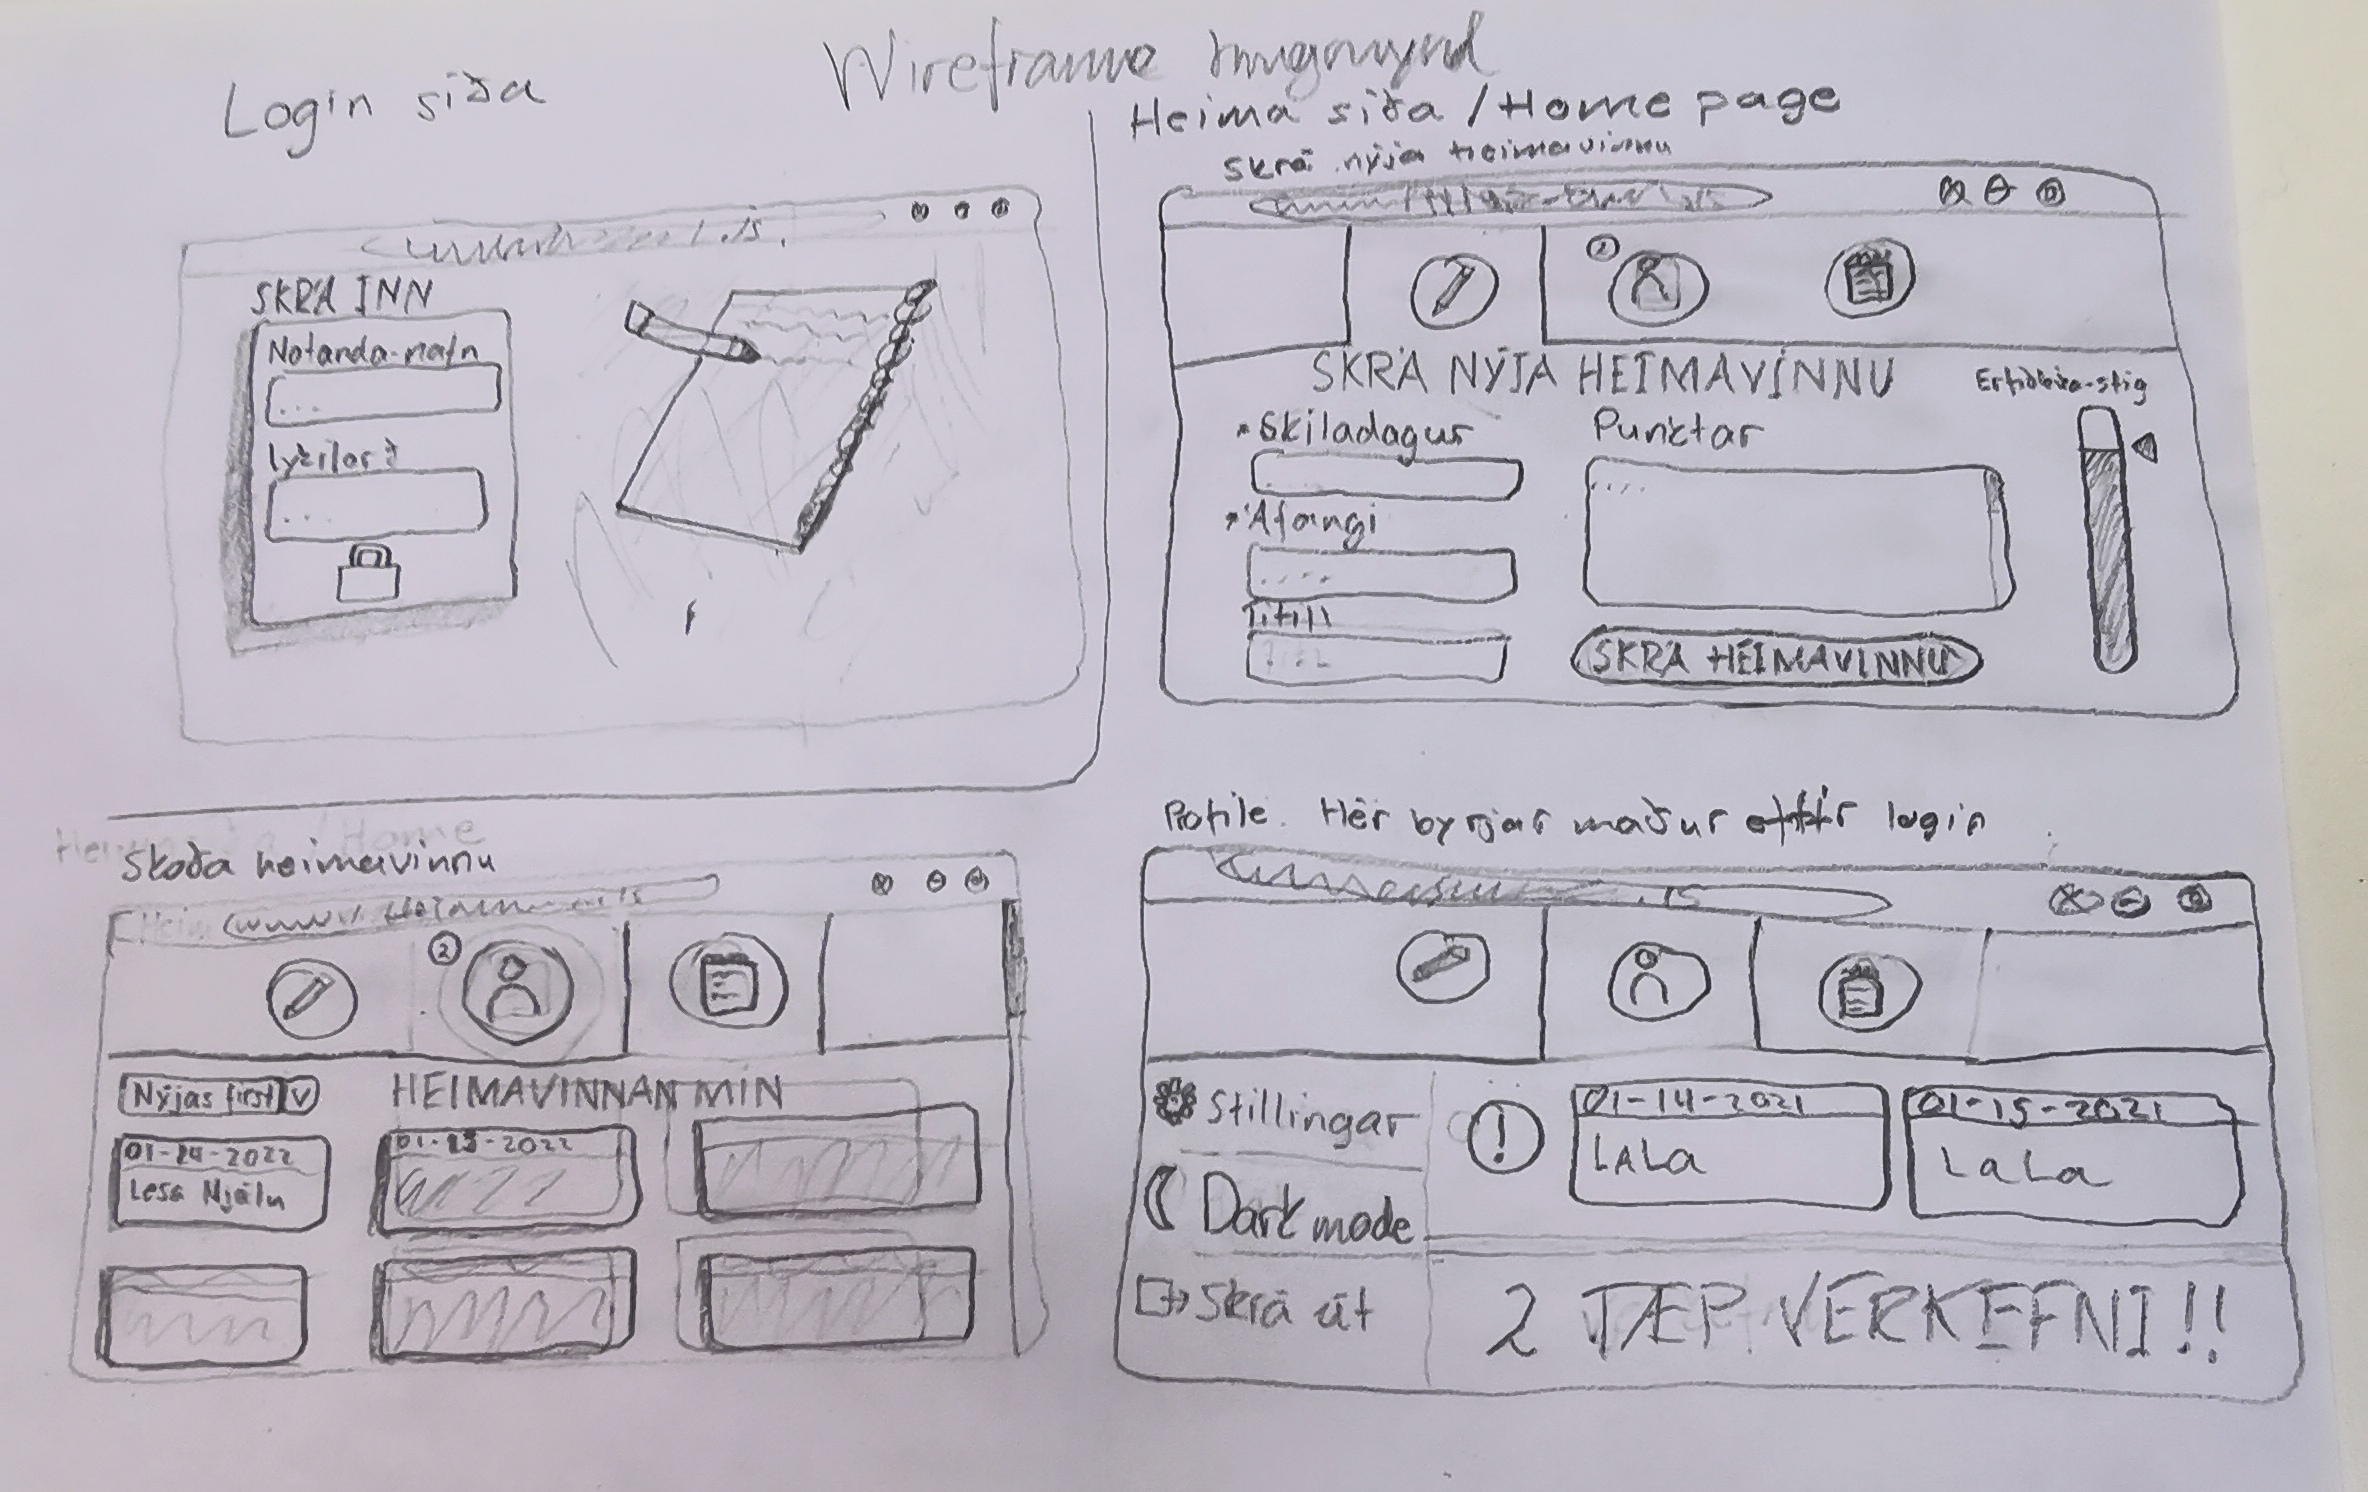 Wireframe hugmynd
Login síða
SKRÁ INN
Notanda-nafn
...
lykilorð
...
Heima síða / Home page
skrá nýja heimavinnu
2
SKRÁ NÝJA HEIMAVINNU
Erfiðleika-stig
* Skiladagur
Punktar
....
* Áfangi
....
Titill
SKRÁ HEIMAVINNU
Skoða heimavinnu
2
Nýjas first v
HEIMAVINNAN MÍN
01-14-2022
Lesa Njálu
01-15-2022
Profile. Hér byrjar maður eftir login
.is
Stillingar
!
01-14-2021
LALa
01-15-2021
LaLa
Dark mode
Skrá út
2 TÆP VERKEFNI!!